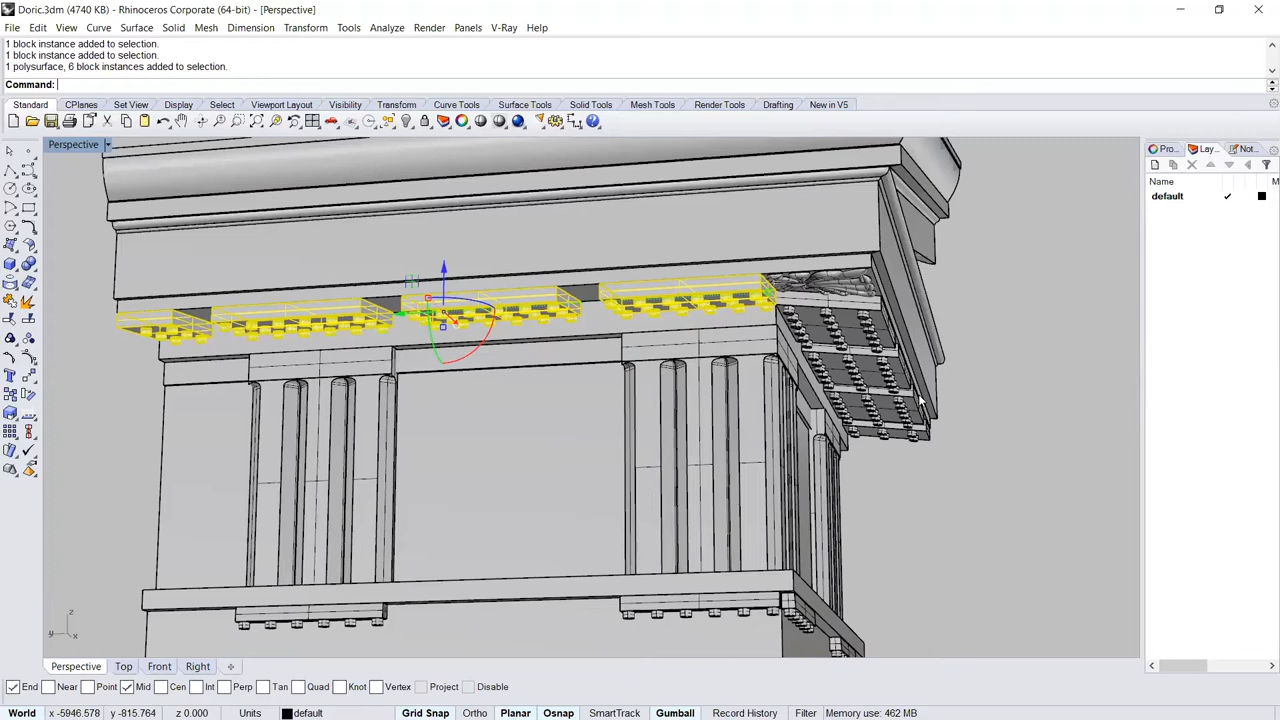 Doric.3dm (4740 KB) - Rhinoceros Corporate (64-bit) - [Perspective]
File Edit View Curve Surface Solid Mesh Dimension Transform Tools Analyze Render Panels V-Ray Help
1 block instance added to selection.
1 block instance added to selection.
1 polysurface, 6 block instances added to selection.
Command:
Standard CPlanes Set View Display Select Viewport Layout Visibility Transform Curve Tools Surface Tools Solid Tools Mesh Tools Render Tools Drafting New in V5
Perspective
Pro... Lay... Not...
Name M
default
z
y x
Perspective Top Front Right
End Near Point Mid Cen Int Perp Tan Quad Knot Vertex Project Disable
World x -5946.578 y -815.764 z 0.000 Units default Grid Snap Ortho Planar Osnap SmartTrack Gumball Record History Filter Memory use: 462 MB